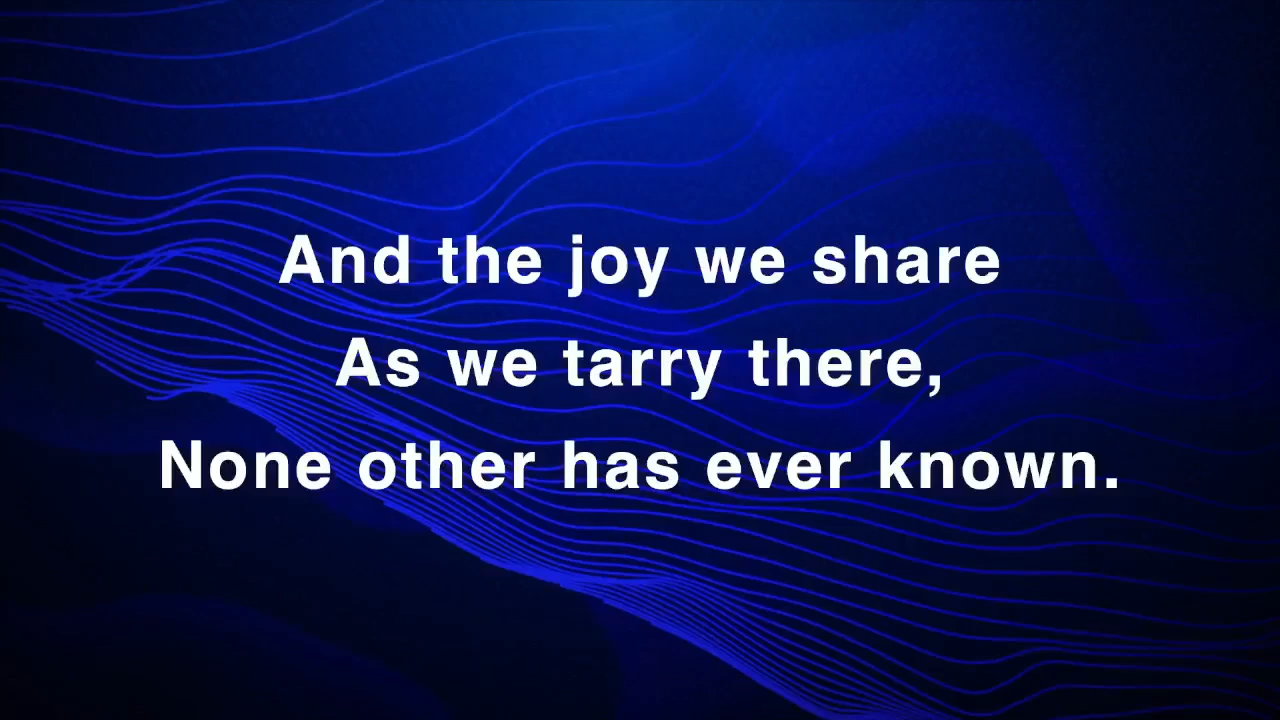 And the joy we share
As we tarry there,
None other has ever known.